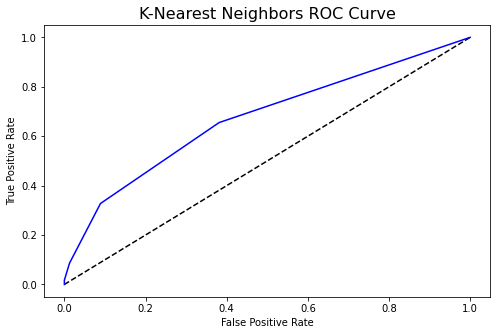 K-Nearest Neighbors ROC Curve
1.0
0.8
0.6
0.4
0.2
0.0
True Positive Rate
0.0 0.2 0.4 0.6 0.8 1.0
False Positive Rate